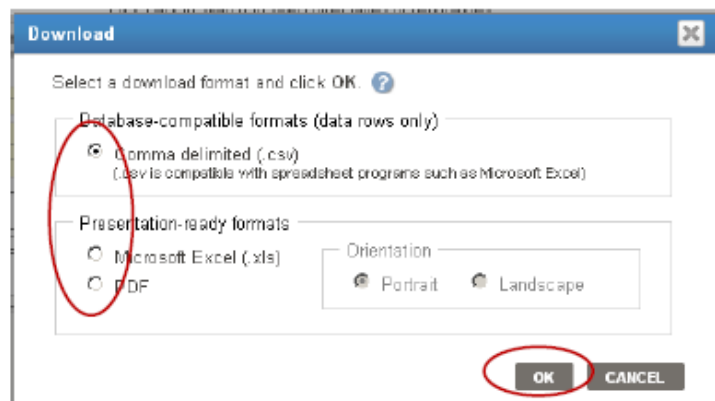 Download
Select a download format and click OK.
Database-compatible formats (data rows only)
Comma delimited (.csv)
(.csv is compatible with spreadsheet programs such as Microsoft Excel)
Presentation-ready formats
Microsoft Excel (.xls)
PDF
Orientation
Portrait
Landscape
OK
CANCEL